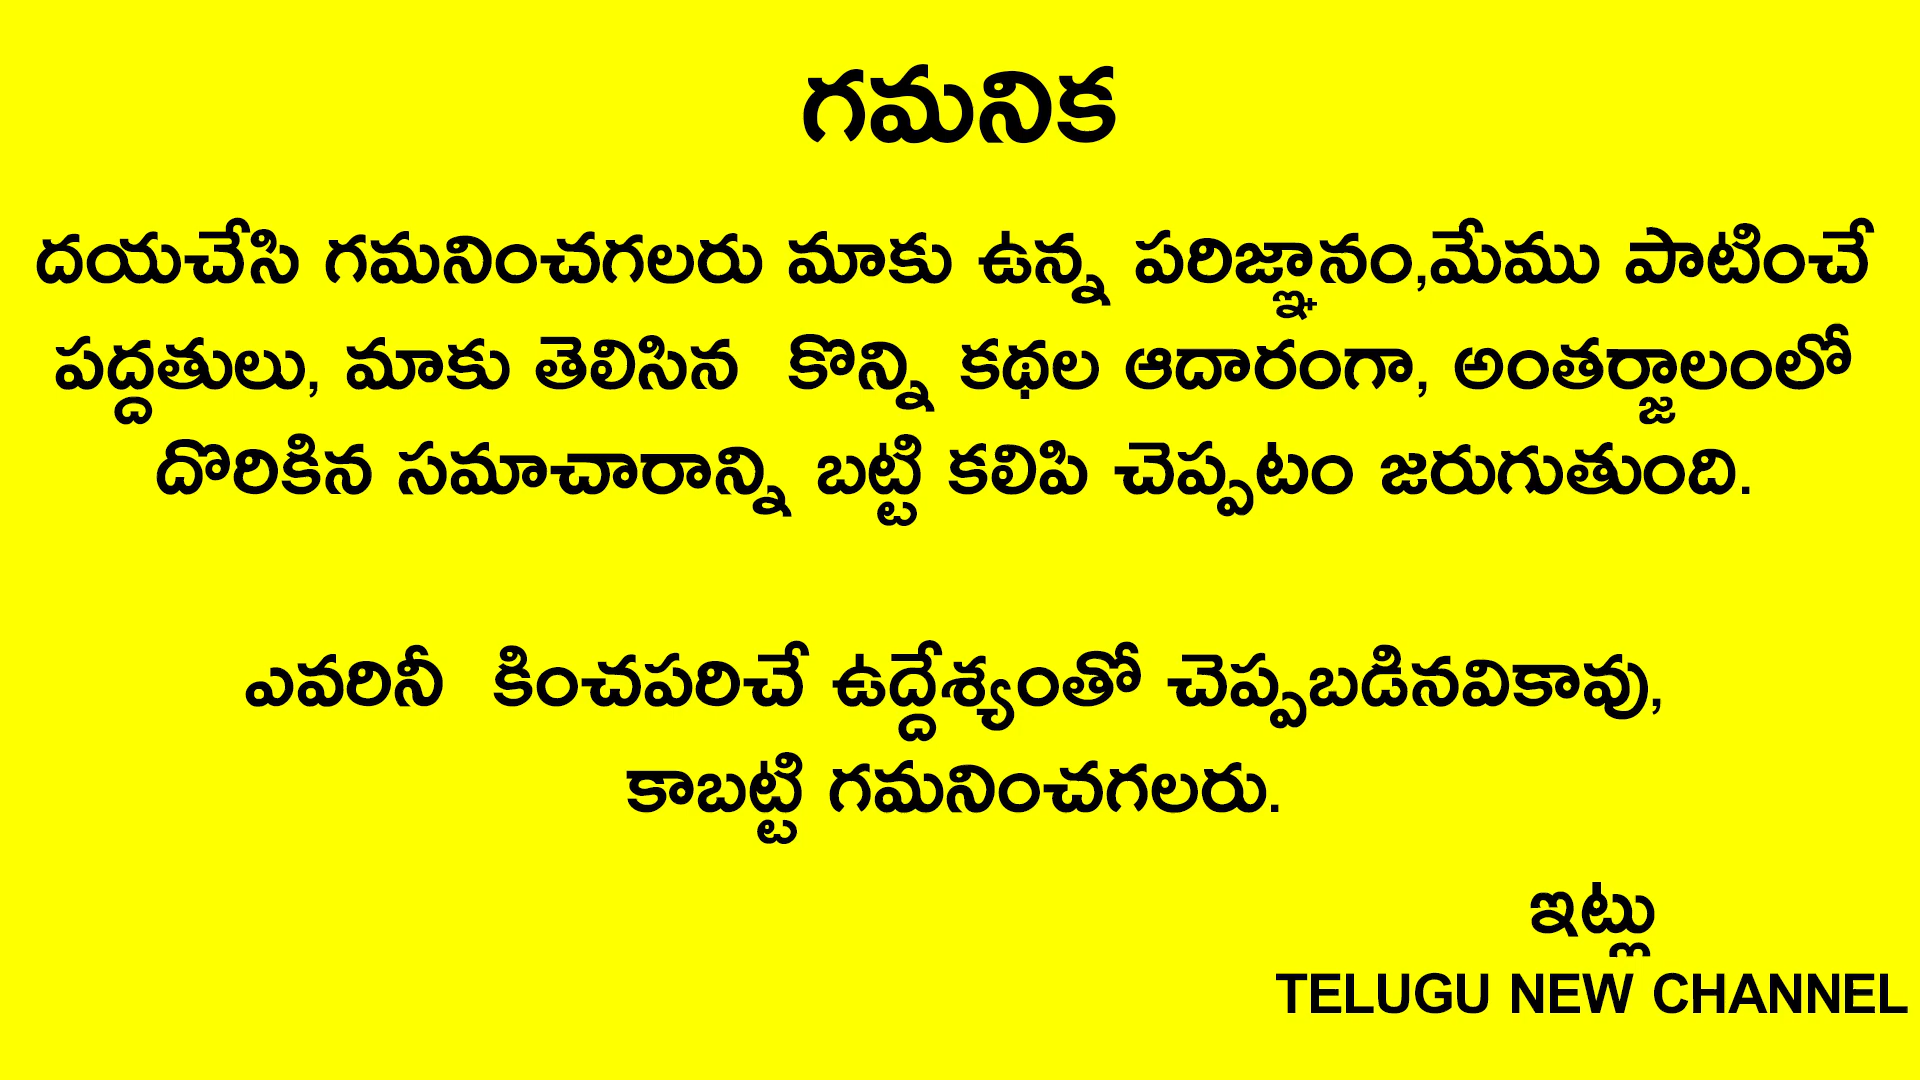 గమనిక
దయచేసి గమనించగలరు మాకు ఉన్న పరిజ్ఞానం,మేము పాటించే
పద్దతులు, మాకు తెలిసిన కొన్ని కథల ఆదారంగా, అంతర్జాలంలో
దొరికిన సమాచారాన్ని బట్టి కలిపి చెప్పటం జరుగుతుంది.
ఎవరినీ కించపరిచే ఉద్దేశ్యంతో చెప్పబడినవికావు,
కాబట్టి గమనించగలరు.
ఇట్లు
TELUGU NEW CHANNEL